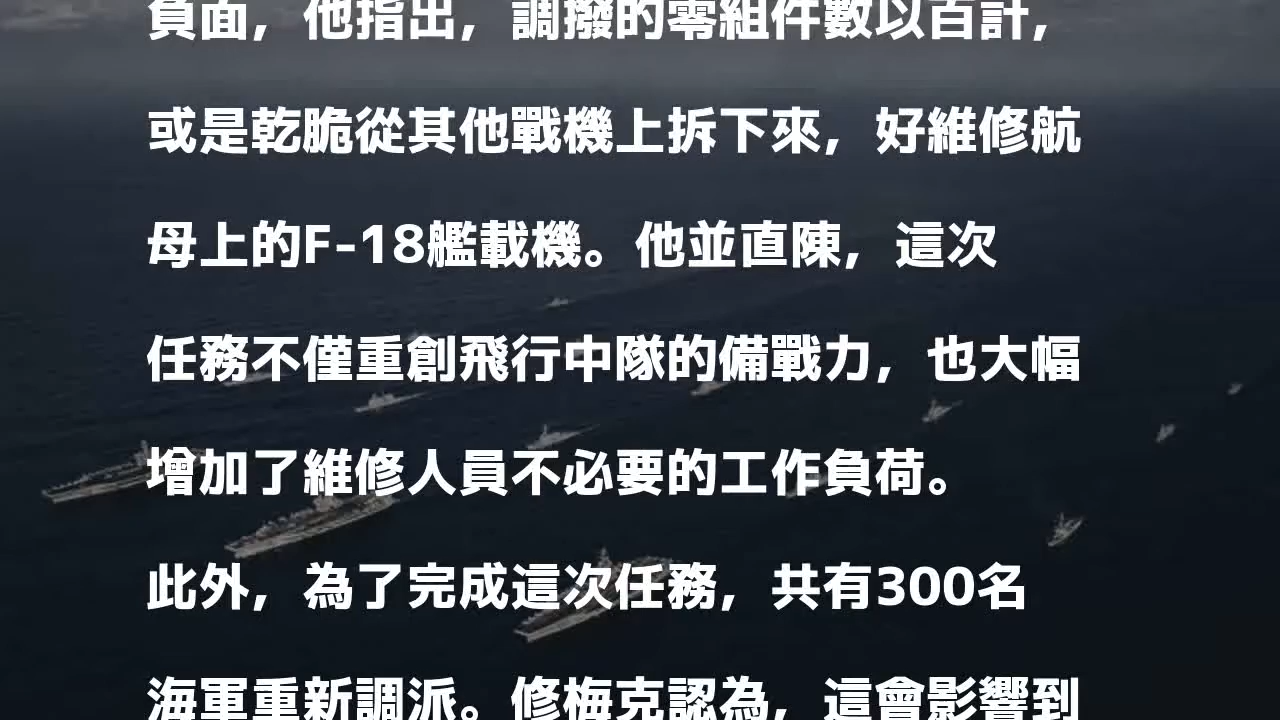 負面，他指出，調撥的零組件數以百計，
或是乾脆從其他戰機上拆下來，好維修航
母上的F-18艦載機。他並直陳，這次
任務不僅重創飛行中隊的備戰力，也大幅
增加了維修人員不必要的工作負荷。
此外，為了完成這次任務，共有300名
海軍重新調派。修梅克認為，這會影響到